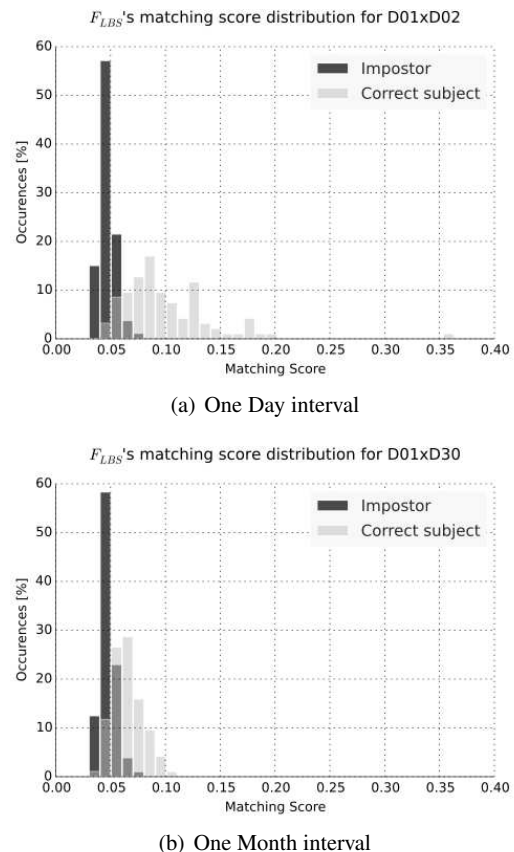 F_LBS's matching score distribution for D01xD02
60
50
40
30
20
10
0
Occurences [%]
Impostor
Correct subject
0.00 0.05 0.10 0.15 0.20 0.25 0.30 0.35 0.40
Matching Score
(a) One Day interval
F_LBS's matching score distribution for D01xD30
60
50
40
30
20
10
0
Occurences [%]
Impostor
Correct subject
0.00 0.05 0.10 0.15 0.20 0.25 0.30 0.35 0.40
Matching Score
(b) One Month interval